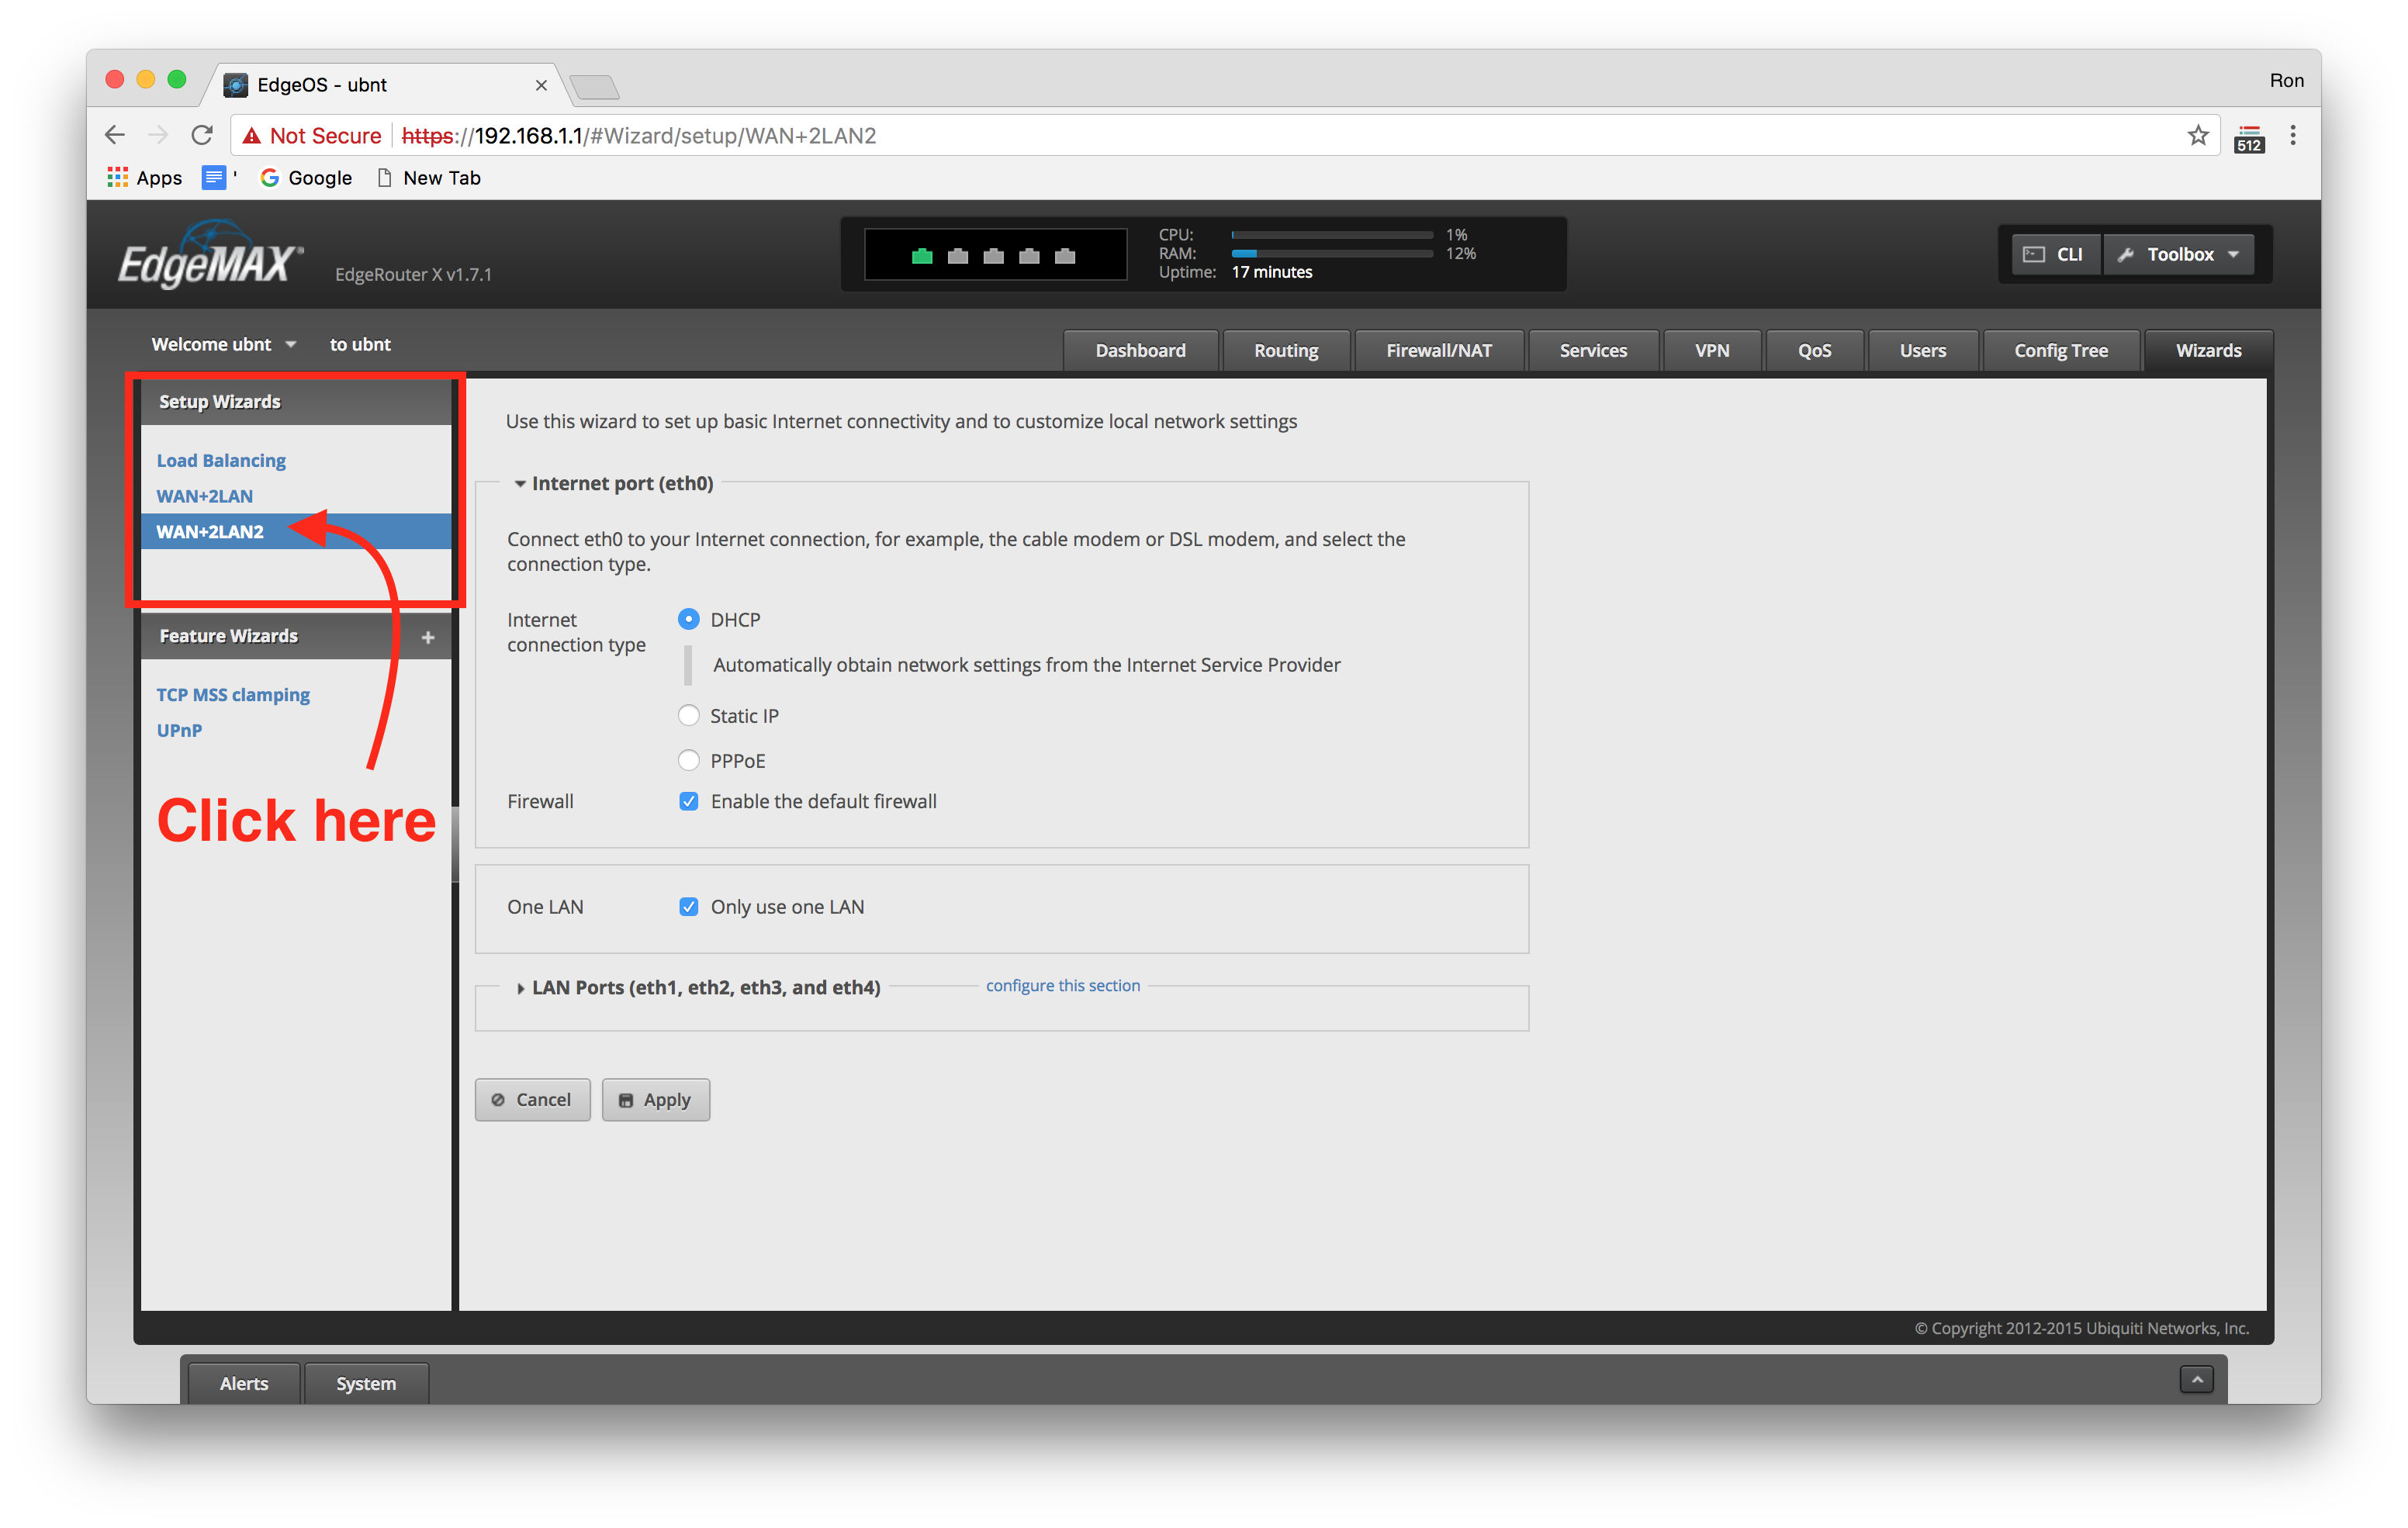 EdgeOS - ubnt
Ron
Not Secure https://192.168.1.1/#Wizard/setup/WAN+2LAN2
512
Apps ' Google New Tab
EdgeMAX®
EdgeRouter X v1.7.1
CPU: 1%
RAM: 12%
Uptime: 17 minutes
CLI Toolbox
Welcome ubnt to ubnt
Dashboard Routing Firewall/NAT Services VPN QoS Users Config Tree Wizards
Setup Wizards
Load Balancing
WAN+2LAN
WAN+2LAN2
Feature Wizards +
TCP MSS clamping
UPnP
Click here
Use this wizard to set up basic Internet connectivity and to customize local network settings
Internet port (eth0)
Connect eth0 to your Internet connection, for example, the cable modem or DSL modem, and select the
connection type.
Internet
connection type
DHCP
Automatically obtain network settings from the Internet Service Provider
Static IP
PPPoE
Firewall Enable the default firewall
One LAN Only use one LAN
LAN Ports (eth1, eth2, eth3, and eth4) configure this section
Cancel Apply
© Copyright 2012-2015 Ubiquiti Networks, Inc.
Alerts System